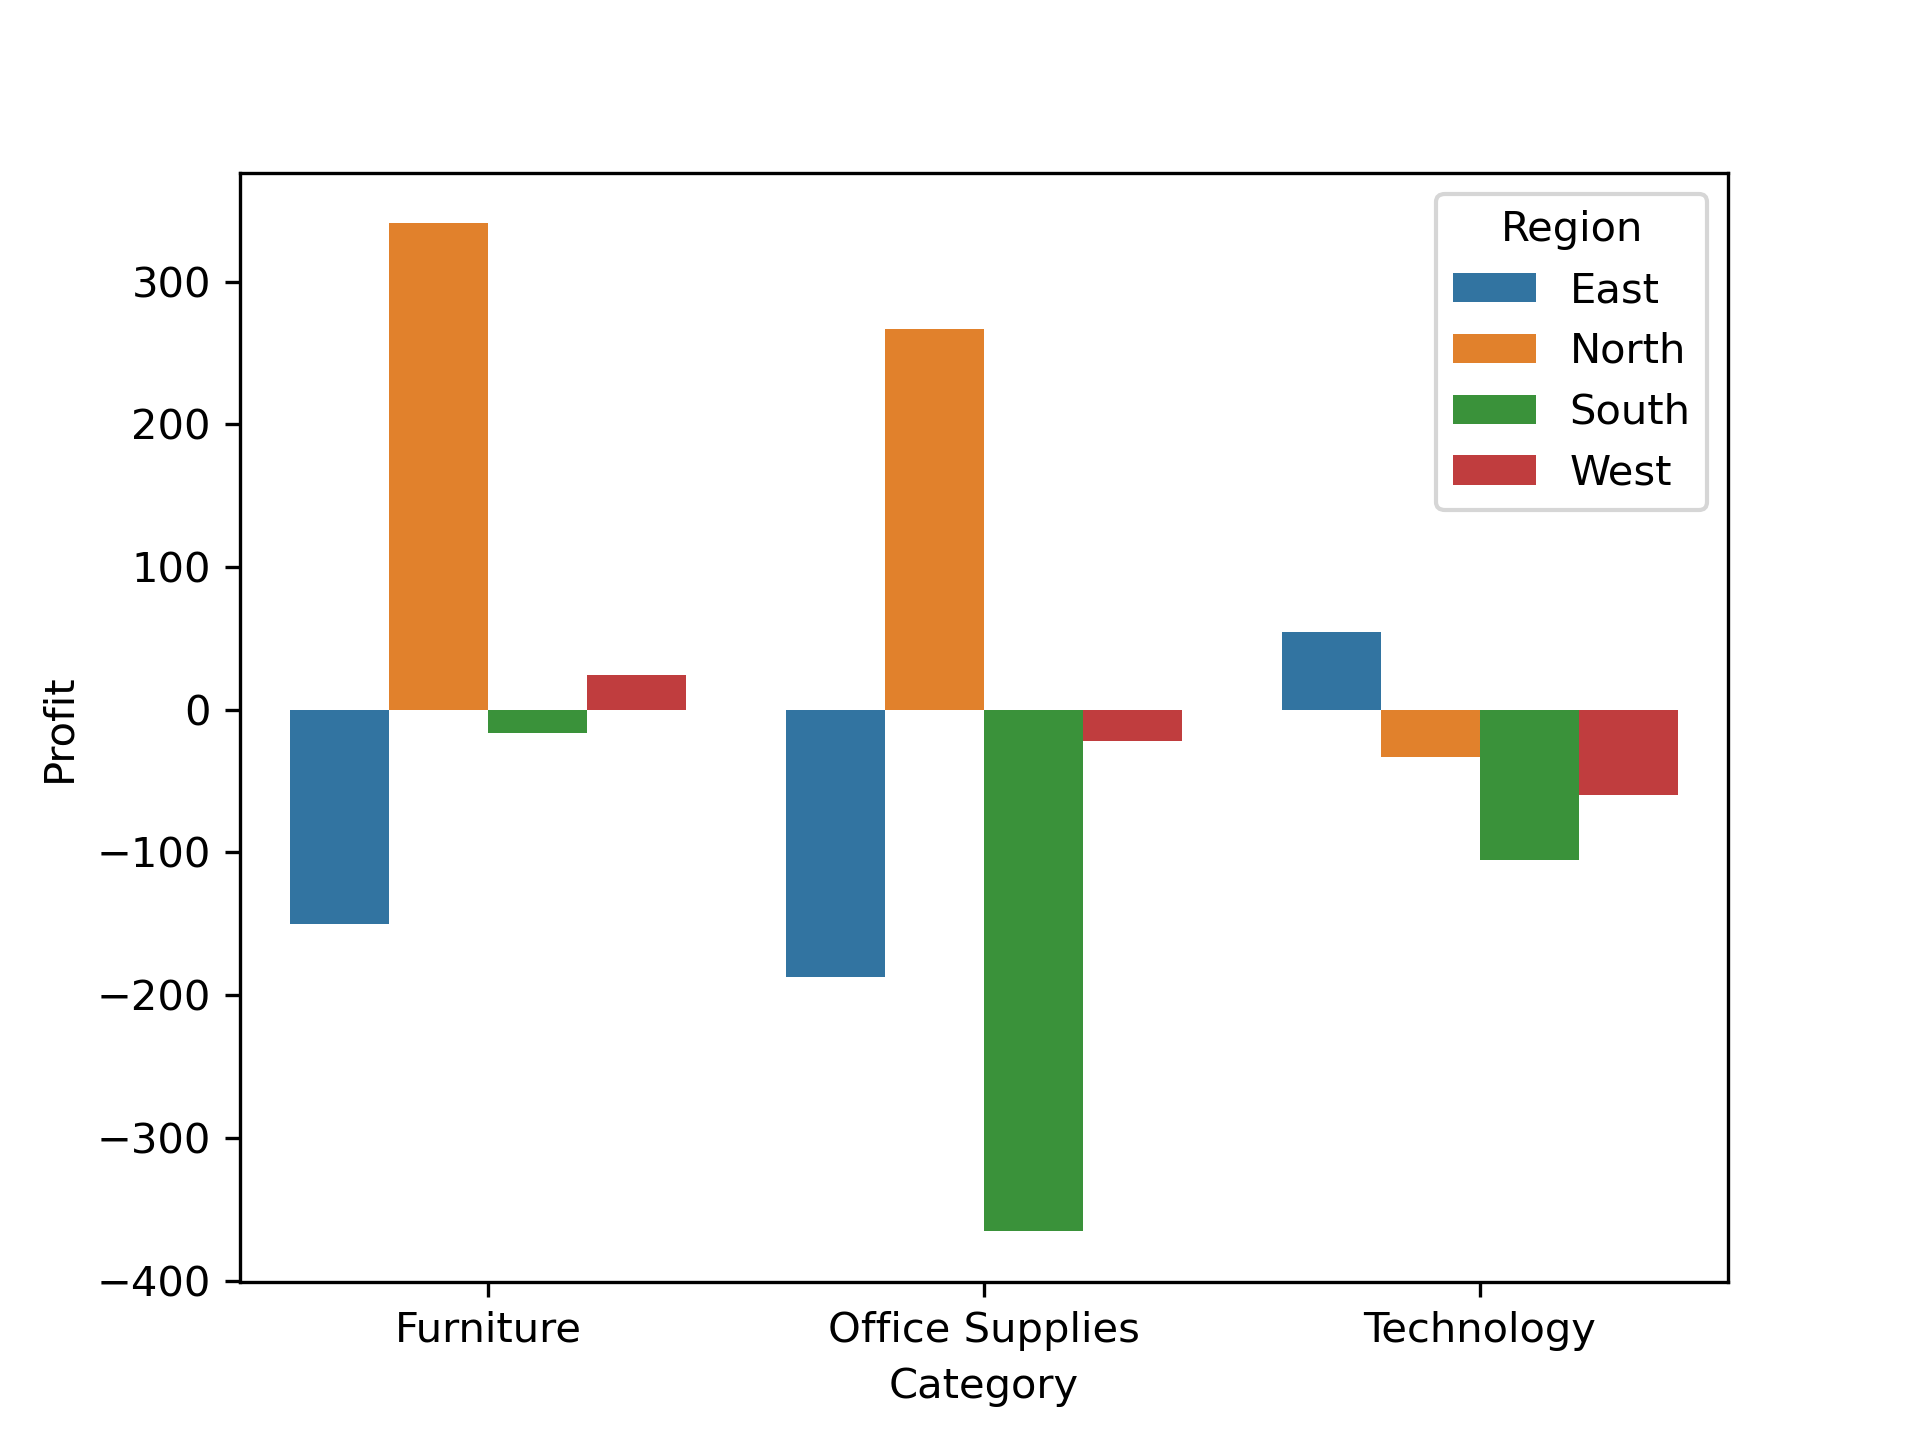 Region
East
North
South
West
300
200
100
0
−100
−200
−300
−400
Profit
Furniture
Office Supplies
Technology
Category